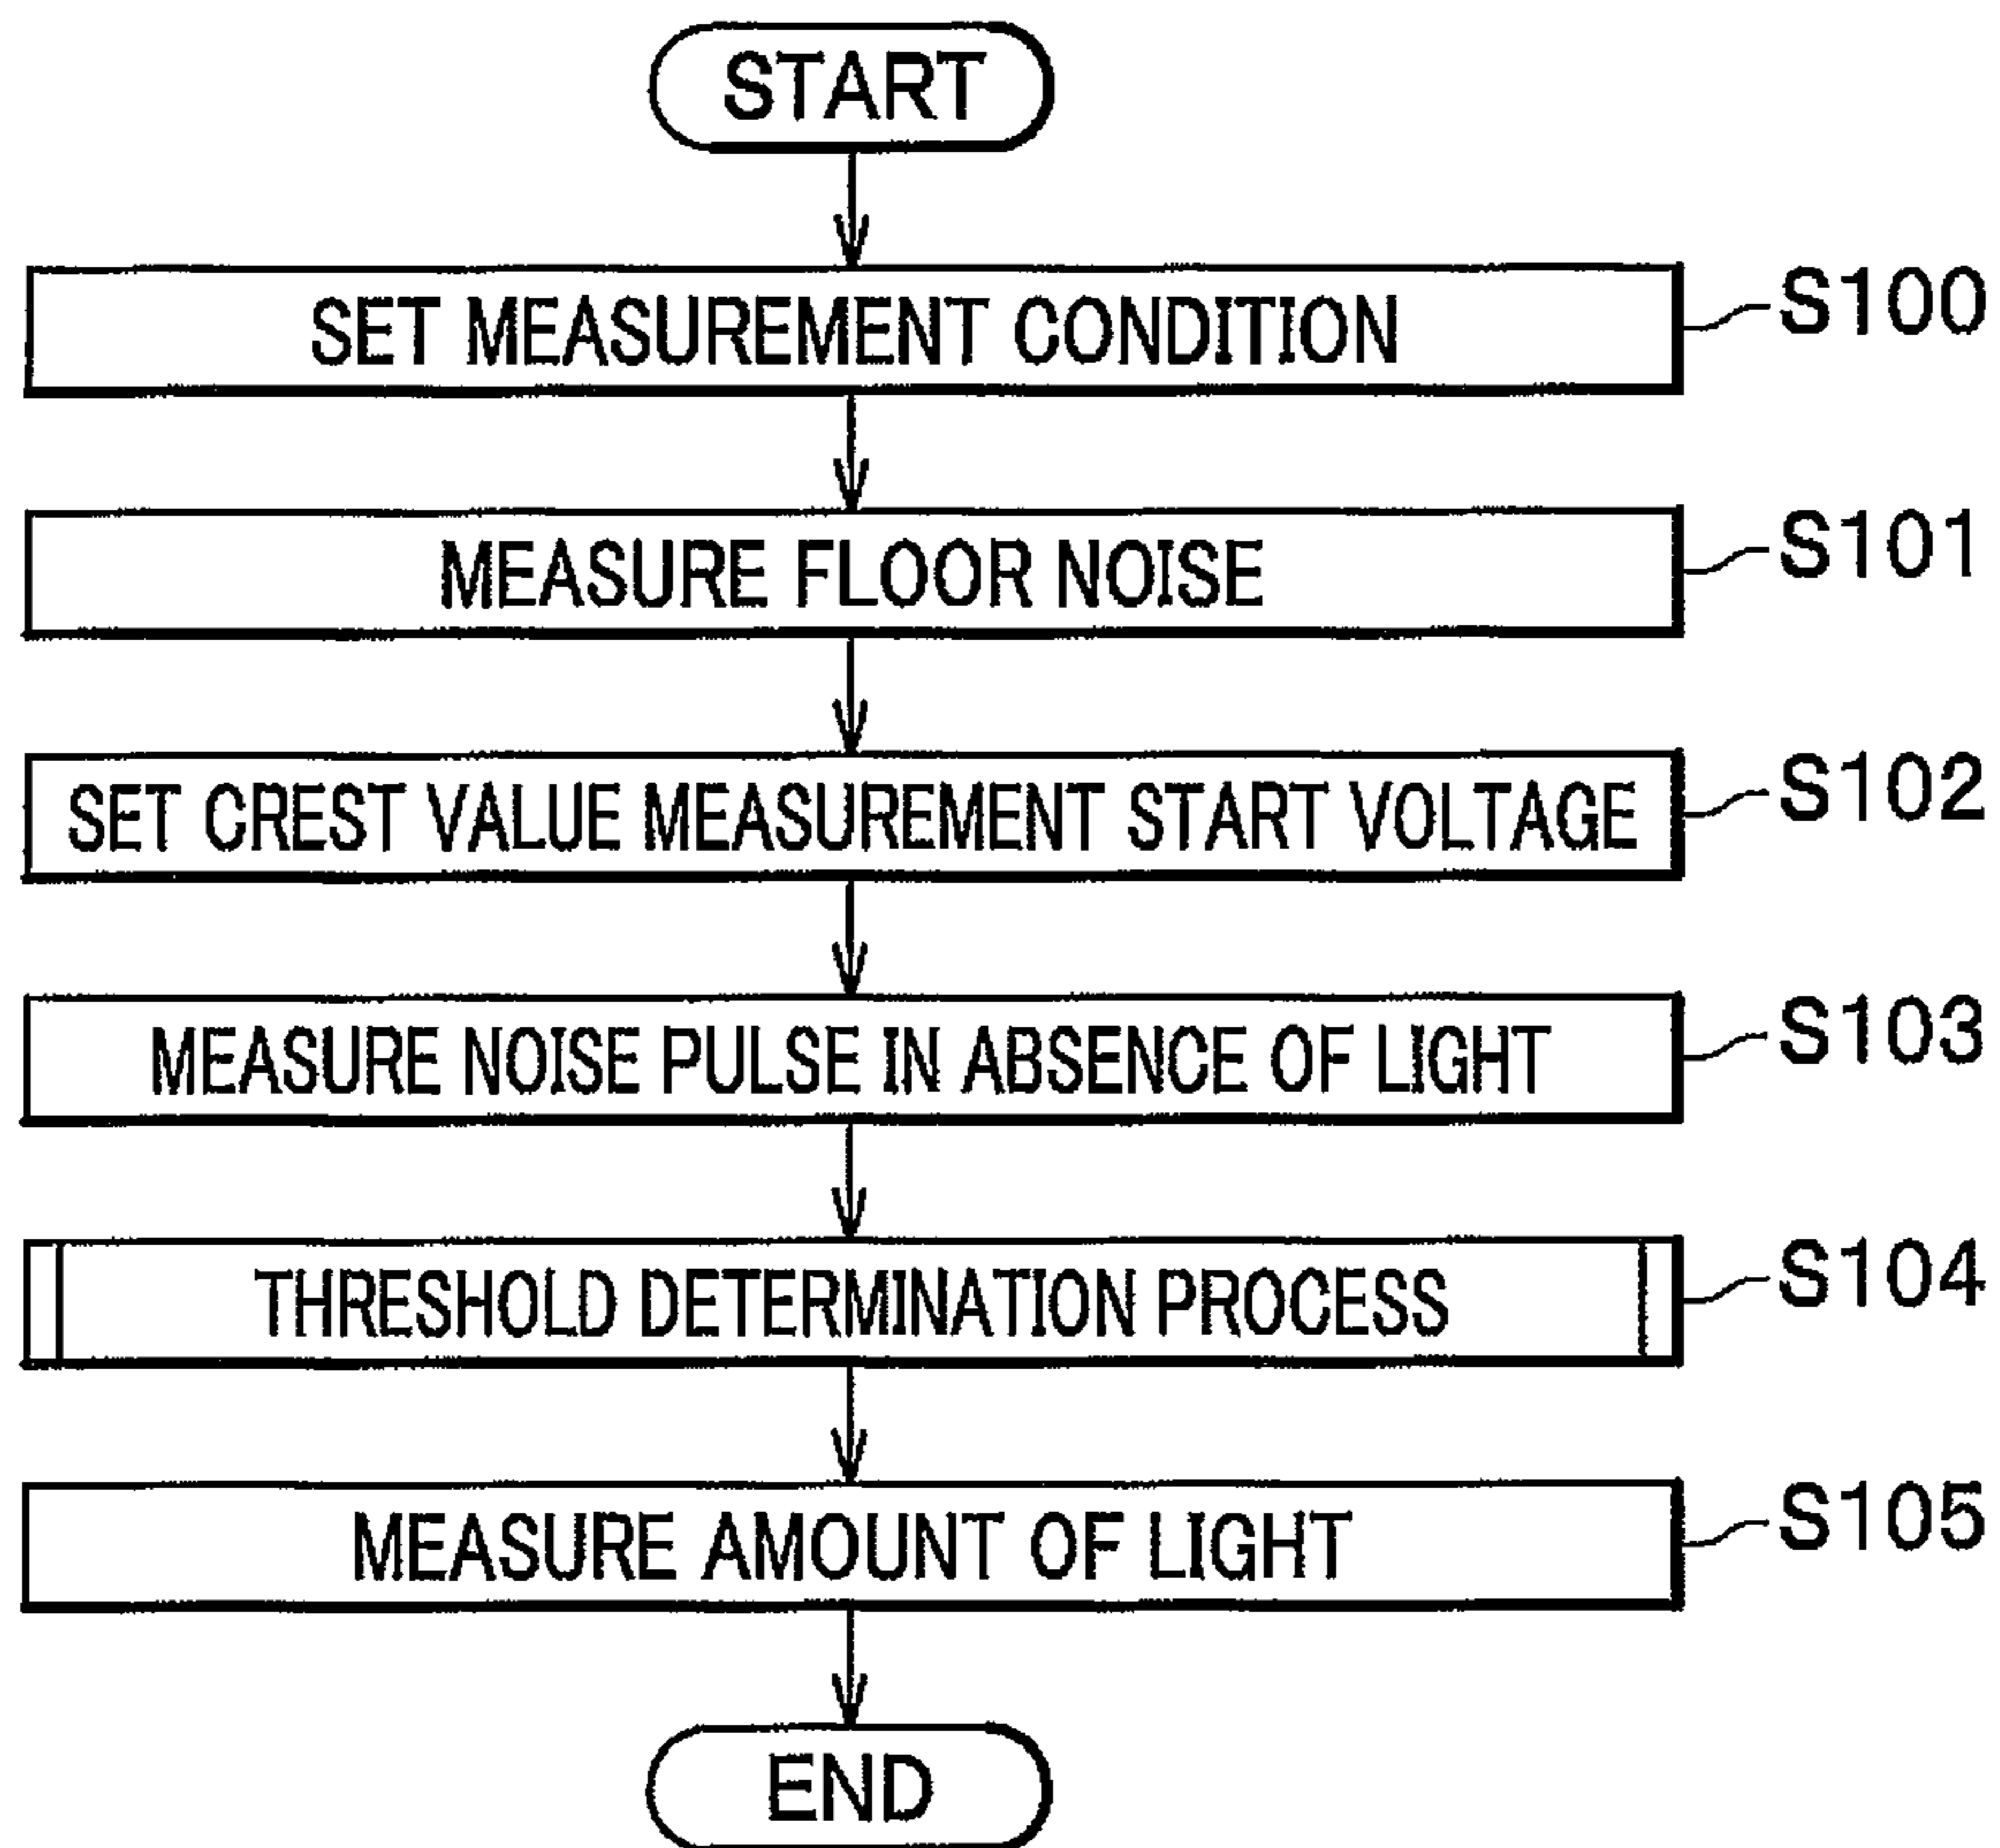 START
SET MEASUREMENT CONDITION S100
MEASURE FLOOR NOISE S101
SET CREST VALUE MEASUREMENT START VOLTAGE S102
MEASURE NOISE PULSE IN ABSENCE OF LIGHT S103
THRESHOLD DETERMINATION PROCESS S104
MEASURE AMOUNT OF LIGHT S105
END